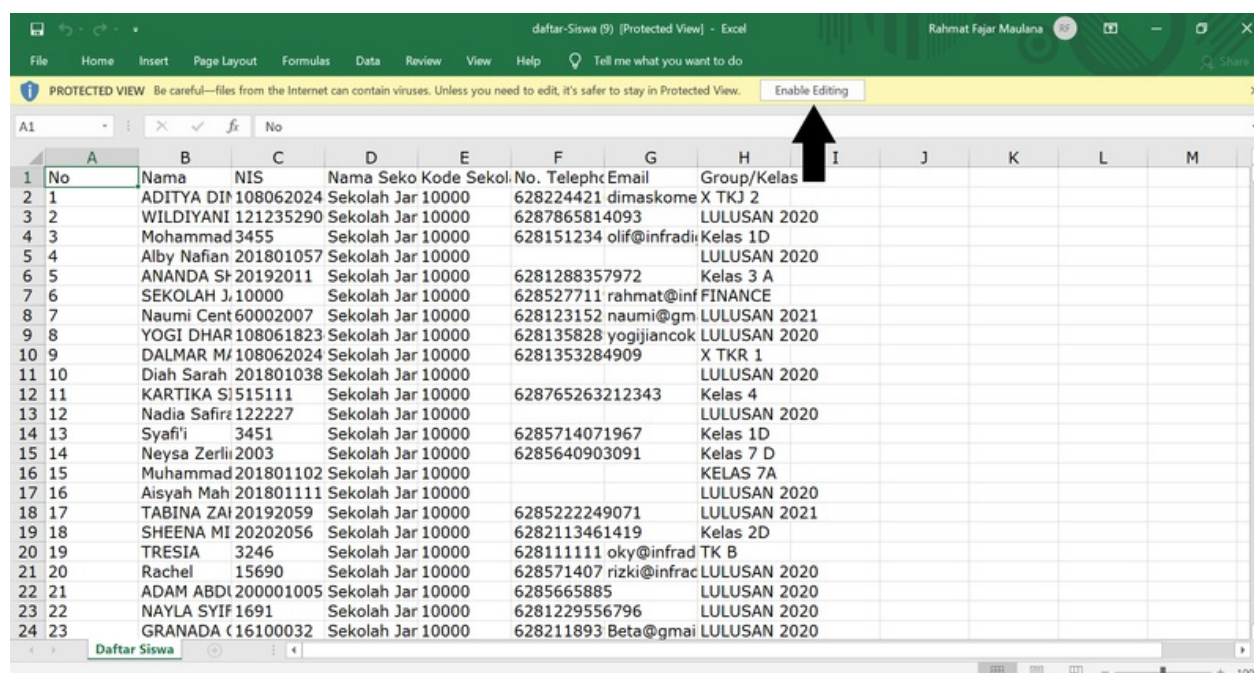 daftar-Siswa (9) [Protected View] - Excel Rahmat Fajar Maulana RF
File Home Insert Page Layout Formulas Data Review View Help Tell me what you want to do Share
PROTECTED VIEW Be careful—files from the Internet can contain viruses. Unless you need to edit, it's safer to stay in Protected View. Enable Editing
A1 fx No
A B C D E F G H I J K L M
1 No Nama NIS Nama Seko Kode Sekol No. Telepho Email Group/Kelas
2 1 ADITYA DIM 108062024 Sekolah Jar 10000 628224421 dimaskome X TKJ 2
3 2 WILDIYANI 121235290 Sekolah Jar 10000 6287865814093 LULUSAN 2020
4 3 Mohammad 3455 Sekolah Jar 10000 628151234 olif@infradi Kelas 1D
5 4 Alby Nafian 201801057 Sekolah Jar 10000 LULUSAN 2020
6 5 ANANDA SH 20192011 Sekolah Jar 10000 6281288357972 Kelas 3 A
7 6 SEKOLAH JA 10000 Sekolah Jar 10000 628527711 rahmat@inf FINANCE
8 7 Naumi Cent 60002007 Sekolah Jar 10000 628123152 naumi@gm LULUSAN 2021
9 8 YOGI DHAR 108061823 Sekolah Jar 10000 628135828 yogijiancok LULUSAN 2020
10 9 DALMAR MA 108062024 Sekolah Jar 10000 6281353284909 X TKR 1
11 10 Diah Sarah 201801038 Sekolah Jar 10000 LULUSAN 2020
12 11 KARTIKA SI 515111 Sekolah Jar 10000 628765263212343 Kelas 4
13 12 Nadia Safira 122227 Sekolah Jar 10000 LULUSAN 2020
14 13 Syafi'i 3451 Sekolah Jar 10000 6285714071967 Kelas 1D
15 14 Neysa Zerli 2003 Sekolah Jar 10000 6285640903091 Kelas 7 D
16 15 Muhammad 201801102 Sekolah Jar 10000 KELAS 7A
17 16 Aisyah Mah 201801111 Sekolah Jar 10000 LULUSAN 2020
18 17 TABINA ZAH 20192059 Sekolah Jar 10000 6285222249071 LULUSAN 2021
19 18 SHEENA MI 20202056 Sekolah Jar 10000 6282113461419 Kelas 2D
20 19 TRESIA 3246 Sekolah Jar 10000 628111111 oky@infrad TK B
21 20 Rachel 15690 Sekolah Jar 10000 628571407 rizki@infrad LULUSAN 2020
22 21 ADAM ABDU 200001005 Sekolah Jar 10000 6285665885 LULUSAN 2020
23 22 NAYLA SYIF 1691 Sekolah Jar 10000 6281229556796 LULUSAN 2020
24 23 GRANADA ( 16100032 Sekolah Jar 10000 628211893 Beta@gmai LULUSAN 2020
Daftar Siswa